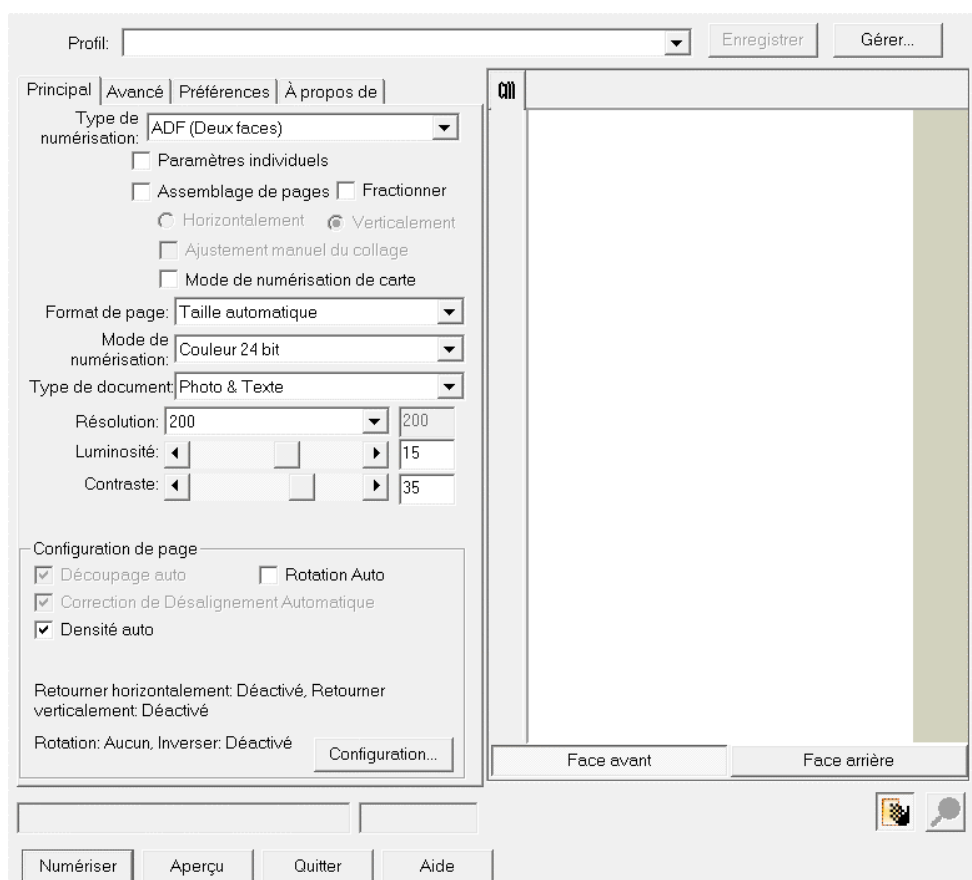 Profil:
Enregistrer
Gérer...
Principal
Avancé
Préférences
À propos de
cm
Type de
numérisation:
ADF (Deux faces)
Paramètres individuels
Assemblage de pages
Fractionner
Horizontalement
Verticalement
Ajustement manuel du collage
Mode de numérisation de carte
Format de page:
Taille automatique
Mode de
numérisation:
Couleur 24 bit
Type de document:
Photo & Texte
Résolution:
200
200
Luminosité:
15
Contraste:
35
Configuration de page
Découpage auto
Rotation Auto
Correction de Désalignement Automatique
Densité auto
Retourner horizontalement: Déactivé, Retourner
verticalement: Déactivé
Rotation: Aucun, Inverser: Déactivé
Configuration...
Face avant
Face arrière
Numériser
Aperçu
Quitter
Aide